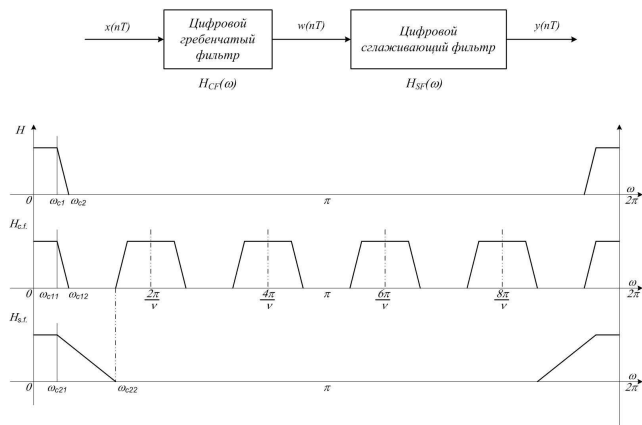 x(nT)
Цифровой
гребенчатый
фильтр
w(nT)
Цифровой
сглаживающий фильтр
y(nT)
H_CF(ω)
H_SF(ω)
H
0
ω_c1
ω_c2
π
ω
2π
H_c.f.
0
ω_c11
ω_c12
2π/ν
4π/ν
π
6π/ν
8π/ν
ω
2π
H_s.f.
0
ω_c21
ω_c22
π
ω
2π